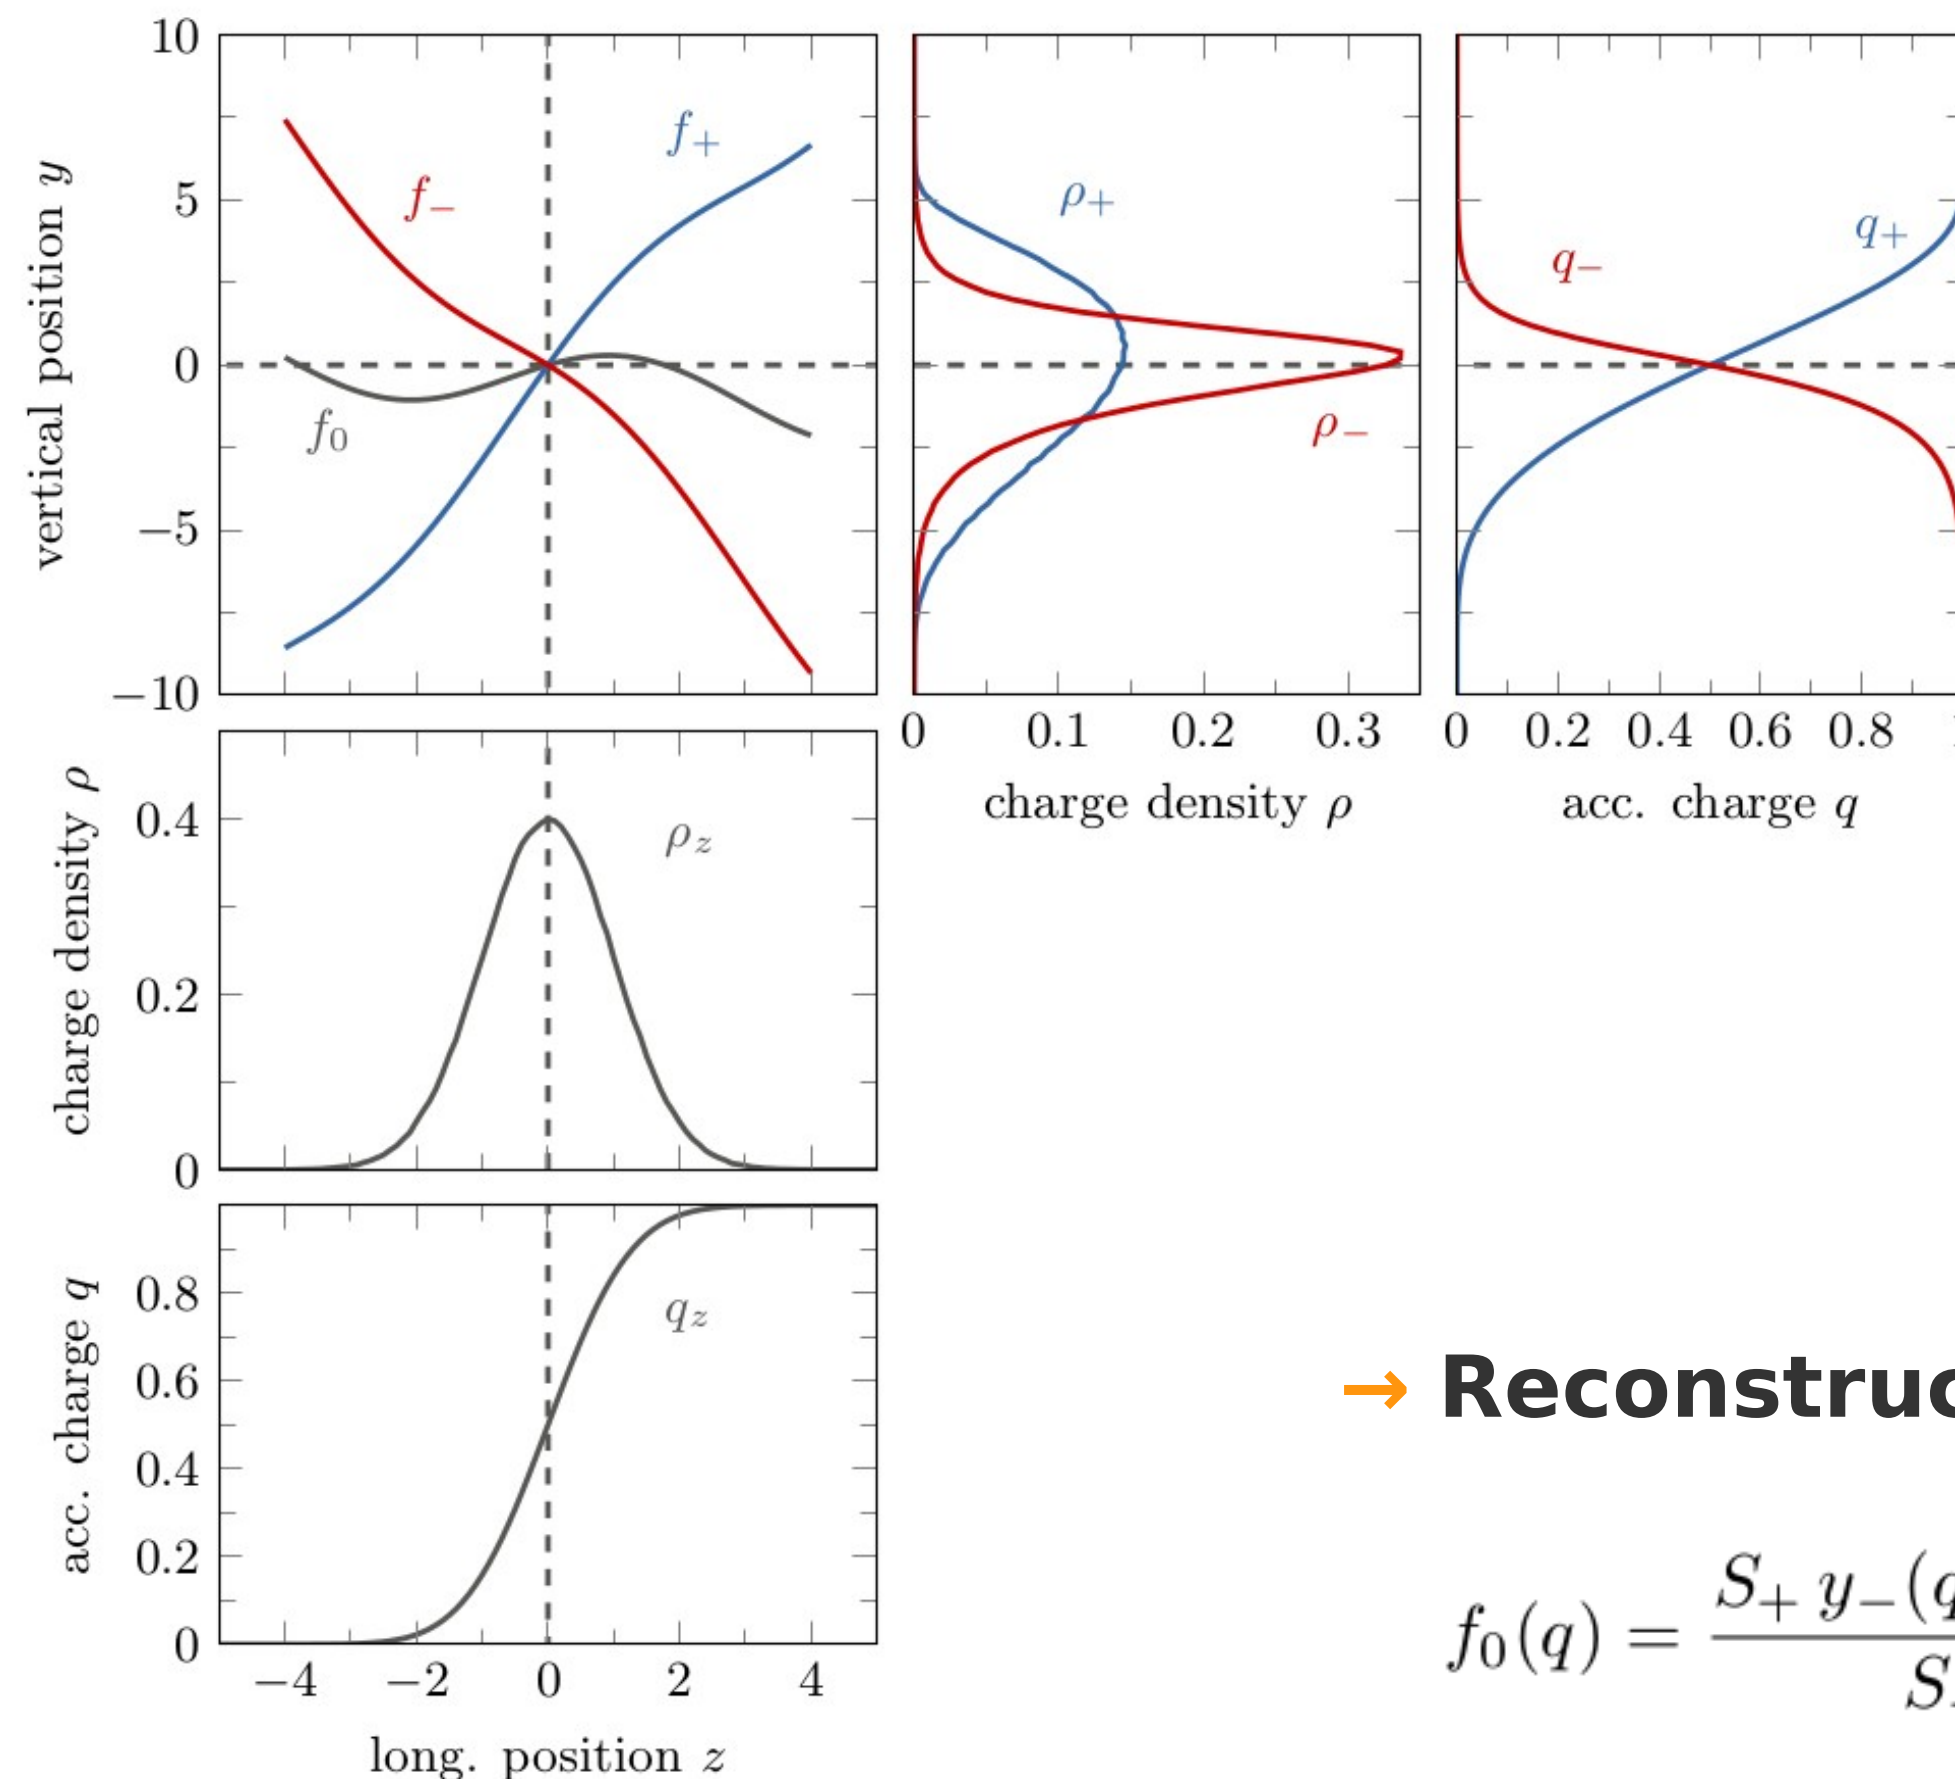 10
5
0
−5
−10
vertical position y
f₋
f₊
f₀
ρ₊
ρ₋
0 0.1 0.2 0.3
charge density ρ
q₋
q₊
0 0.2 0.4 0.6 0.8
acc. charge q
0.4
0.2
0
charge density ρ
ρ_z
0.8
0.6
0.4
0.2
0
acc. charge q
q_z
−4 −2 0 2 4
long. position z
→ Reconstruc
f₀(q) = S₊ y₋(q
S